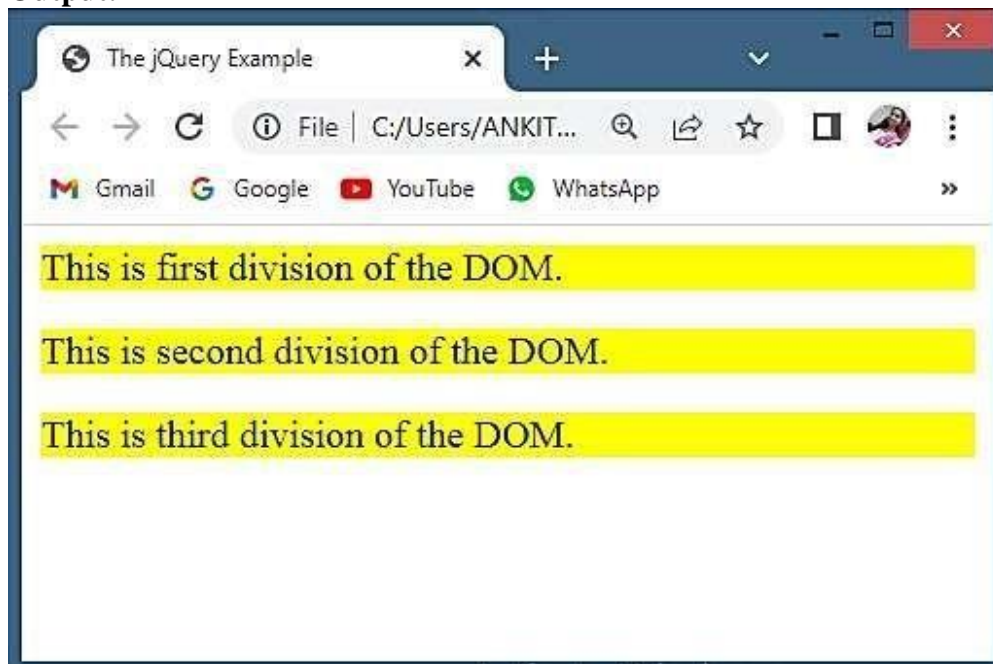 Output:
The jQuery Example
File | C:/Users/ANKIT...
Gmail Google YouTube WhatsApp »
This is first division of the DOM.
This is second division of the DOM.
This is third division of the DOM.